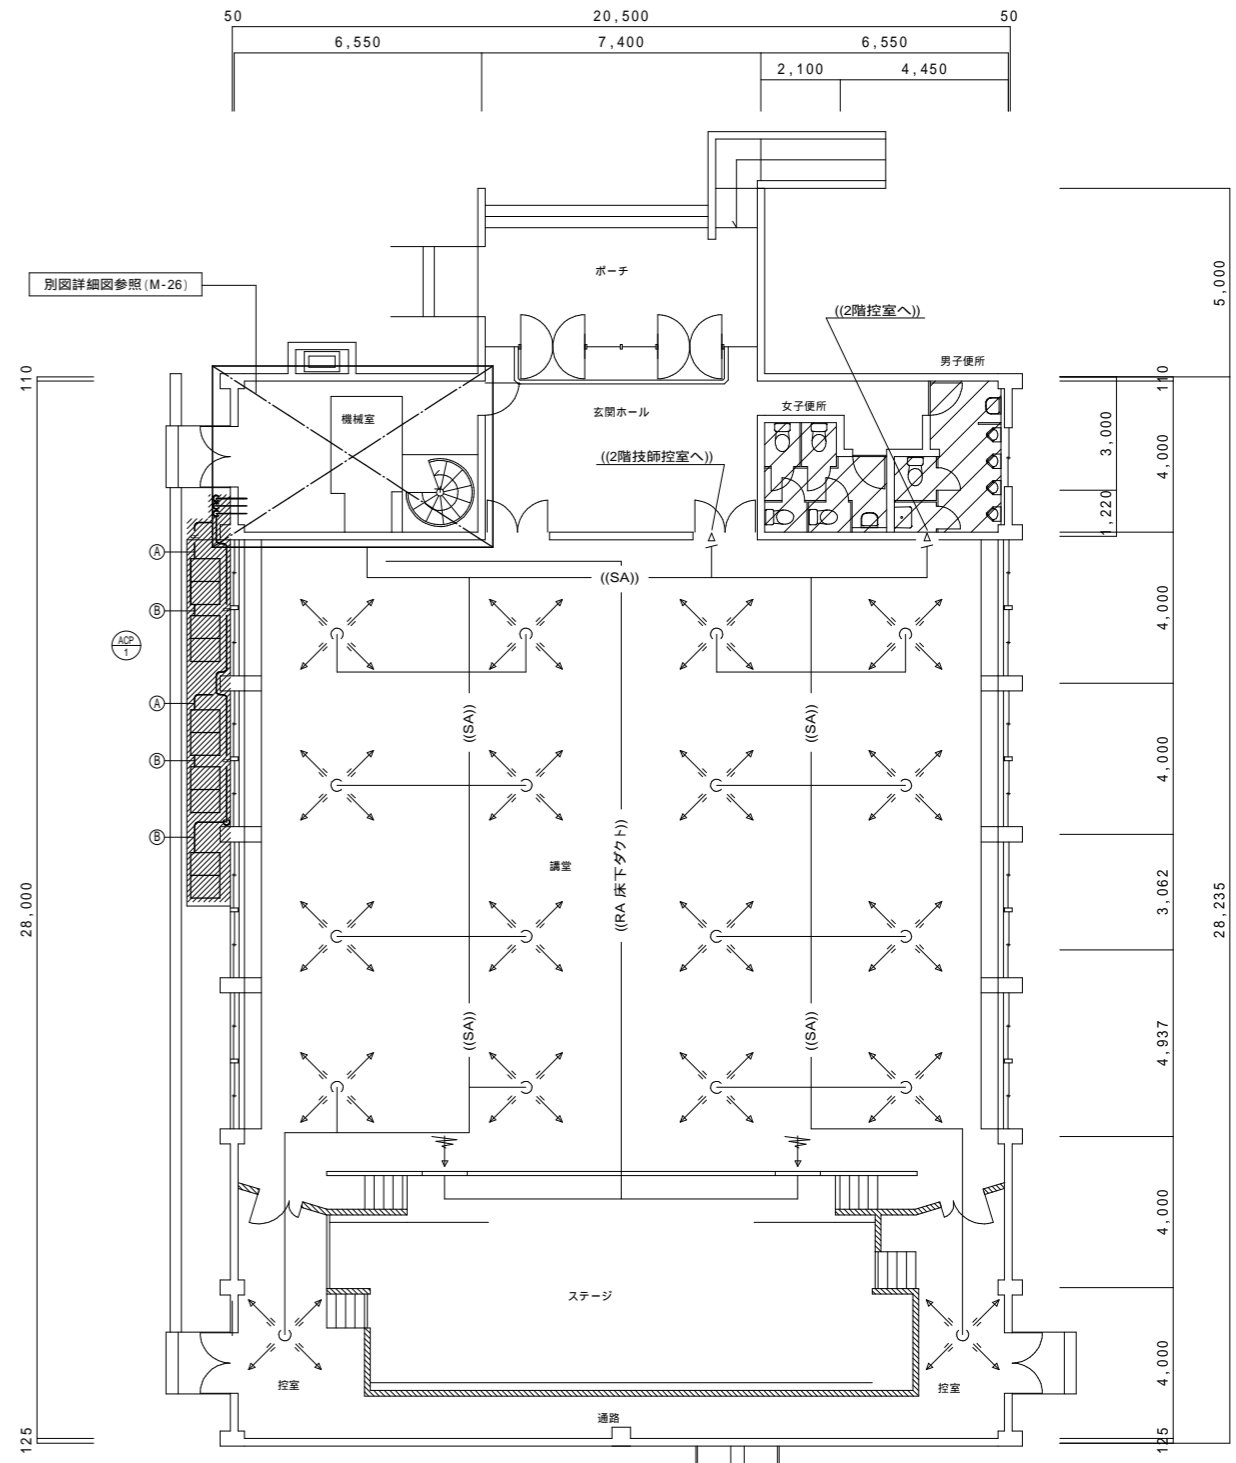 50
20,500
50
6,550
7,400
6,550
2,100
4,450
5,000
ポーチ
別図詳細図参照(M-26)
((2階控室へ))
男子便所
110
110
機械室
玄関ホール
女子便所
3,000
4,000
((2階技師控室へ))
1,220
A
((SA))
B
ACP
1
4,000
A
((SA))
((SA))
B
4,000
B
((RA 床下ダクト))
講堂
3,062
28,000
28,235
((SA))
((SA))
4,937
4,000
ステージ
4,000
控室
控室
通路
125
125